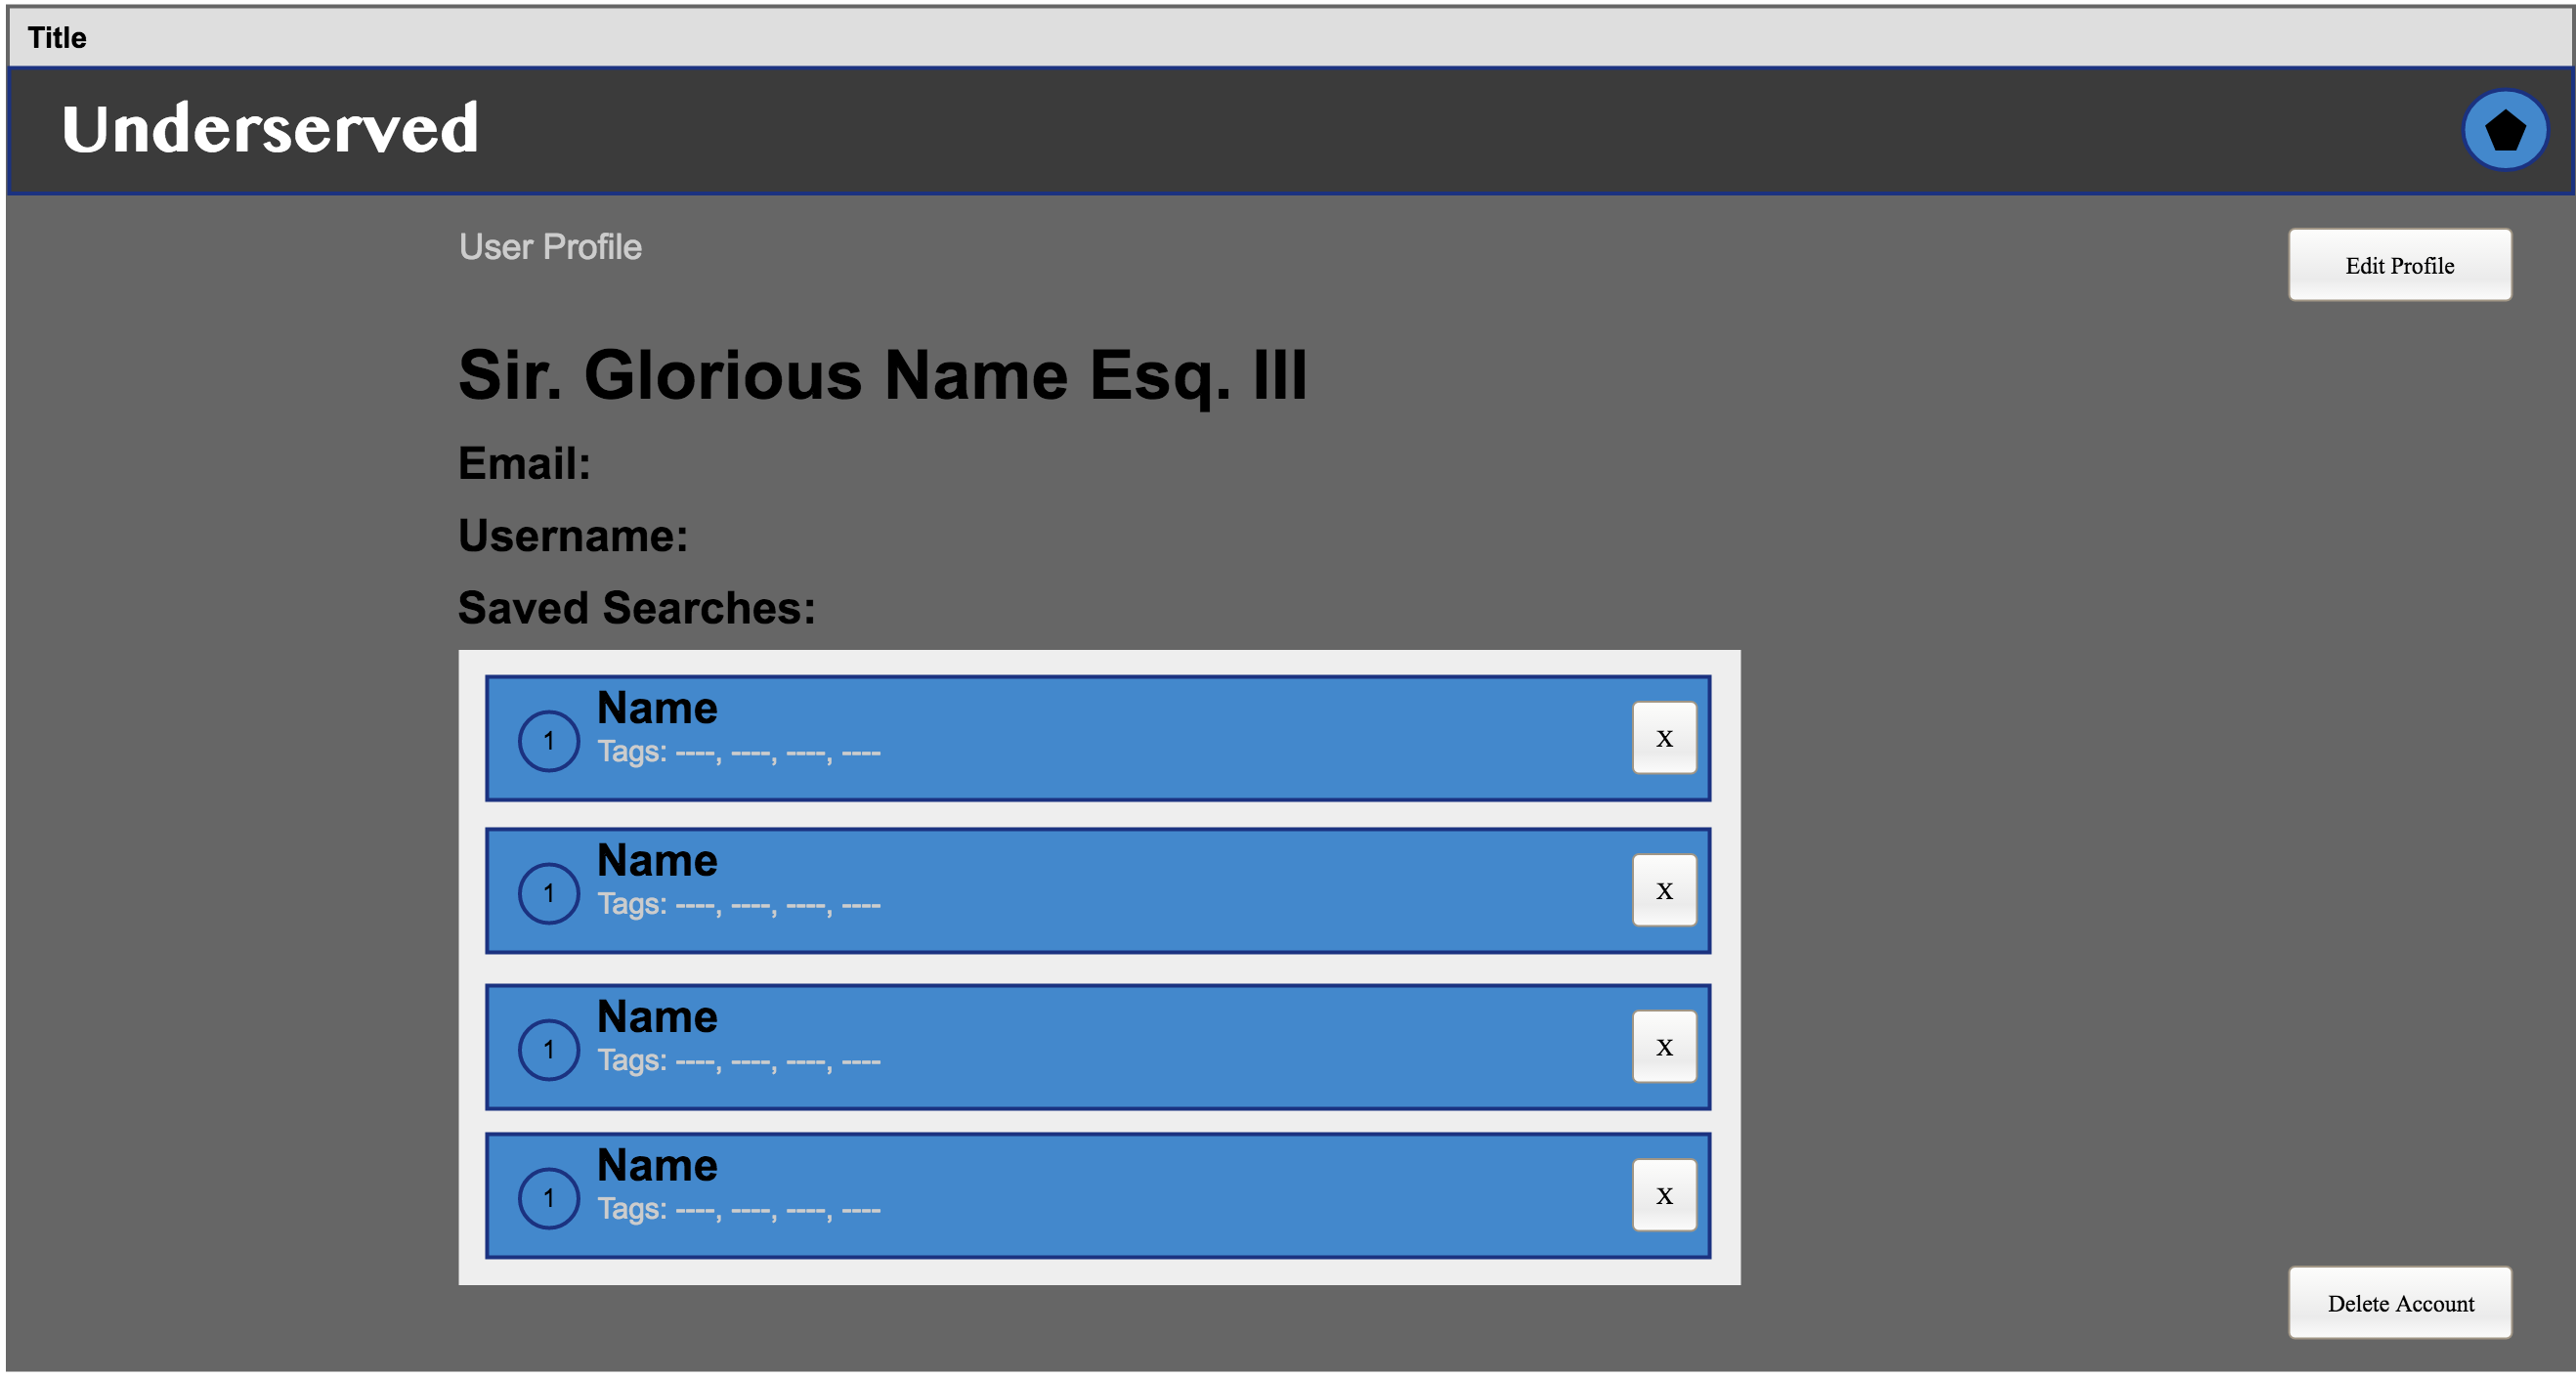 Title
Underserved
User Profile
Edit Profile
Sir. Glorious Name Esq. III
Email:
Username:
Saved Searches:
1
Name
Tags: ----, ----, ----, ----
X
1
Name
Tags: ----, ----, ----, ----
X
1
Name
Tags: ----, ----, ----, ----
X
1
Name
Tags: ----, ----, ----, ----
X
Delete Account